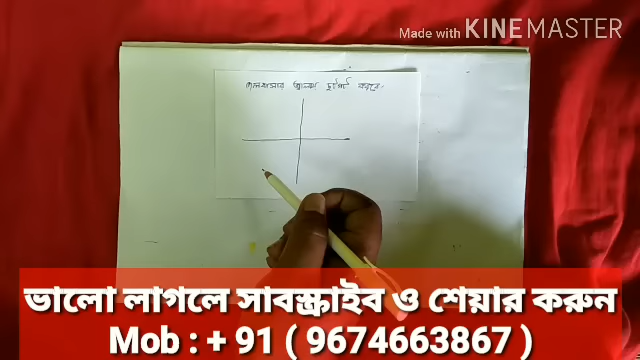 Made with KINEMASTER
ভালো লাগলে সাবস্ক্রাইব ও শেয়ার করুন
Mob : + 91 ( 9674663867 )